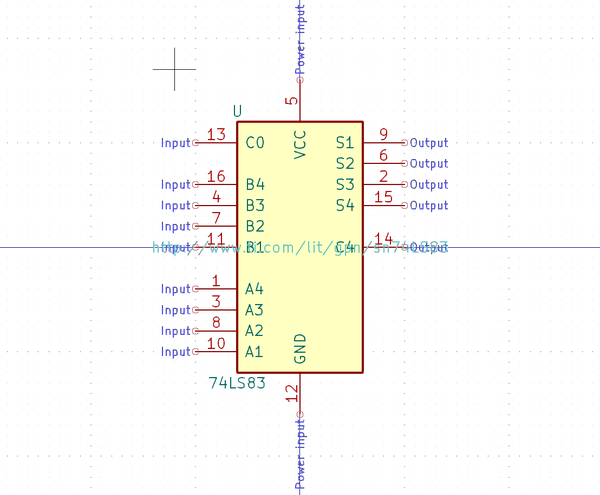 Power input
5
U
VCC
Input 13 C0 S1 9 Output
S2 6 Output
Input 16 B4 S3 2 Output
Input 4 B3 S4 15 Output
Input 7 B2
Input 11 B1 C4 14 Output
http://www.ti.com/lit/gpn/sn74LS83
Input 1 A4
Input 3 A3
Input 8 A2
Input 10 A1
GND
74LS83
12
Power input